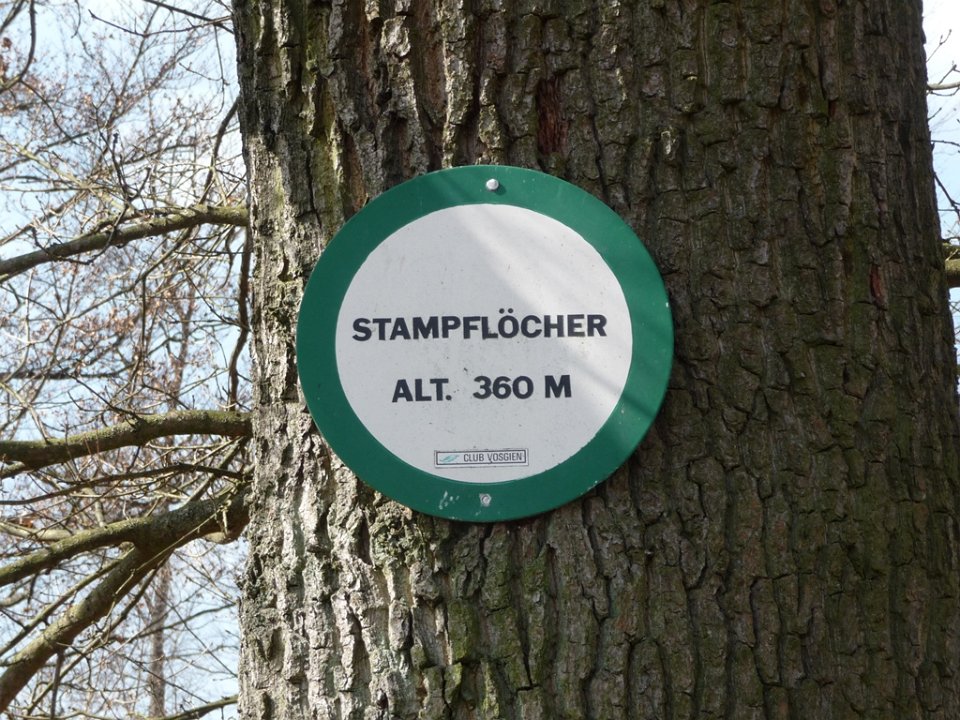 STAMPFLÖCHER
ALT. 360 M
CLUB VOSGIEN